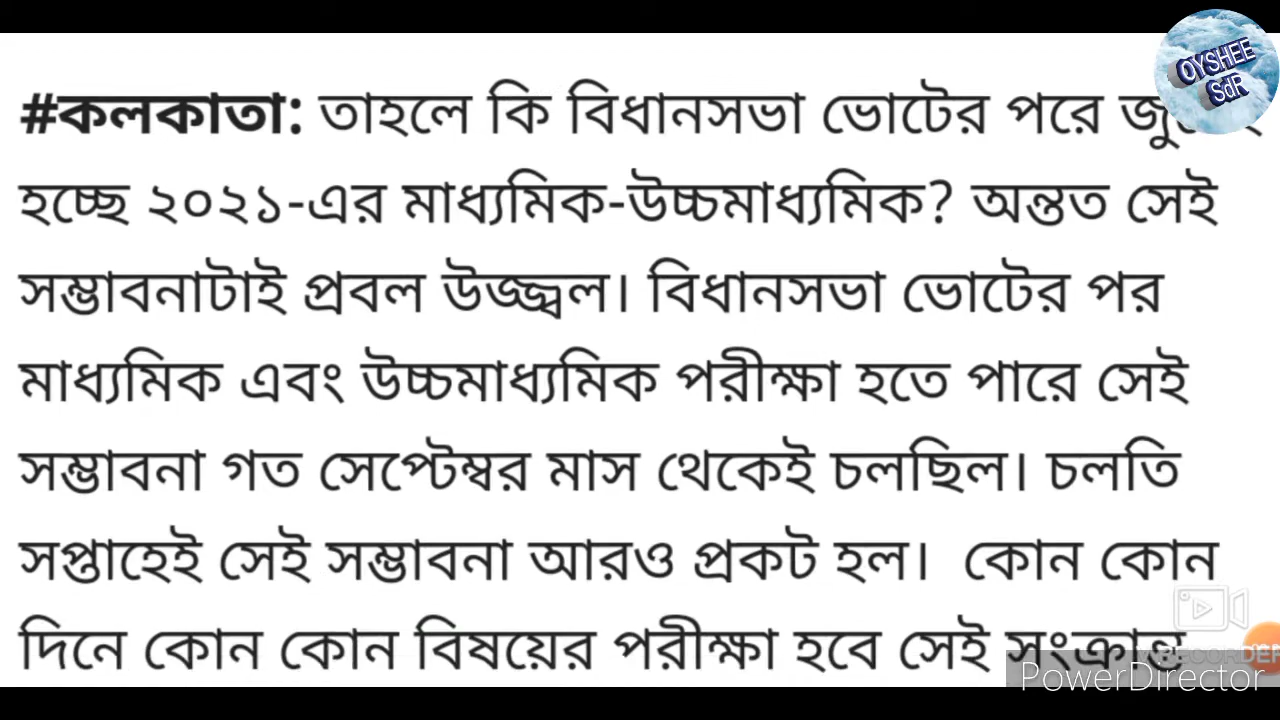 OYSHEE
SdR
#কলকাতা: তাহলে কি বিধানসভা ভোটের পরে
হচ্ছে ২০২১-এর মাধ্যমিক-উচ্চমাধ্যমিক? অন্তত সেই
সম্ভাবনাটাই প্রবল উজ্জ্বল। বিধানসভা ভোটের পর
মাধ্যমিক এবং উচ্চমাধ্যমিক পরীক্ষা হতে পারে সেই
সম্ভাবনা গত সেপ্টেম্বর মাস থেকেই চলছিল। চলতি
সপ্তাহেই সেই সম্ভাবনা আরও প্রকট হল। কোন কোন
দিনে কোন কোন বিষয়ের পরীক্ষা হবে সেই সংক্রান্ত
RECORDER
PowerDirector